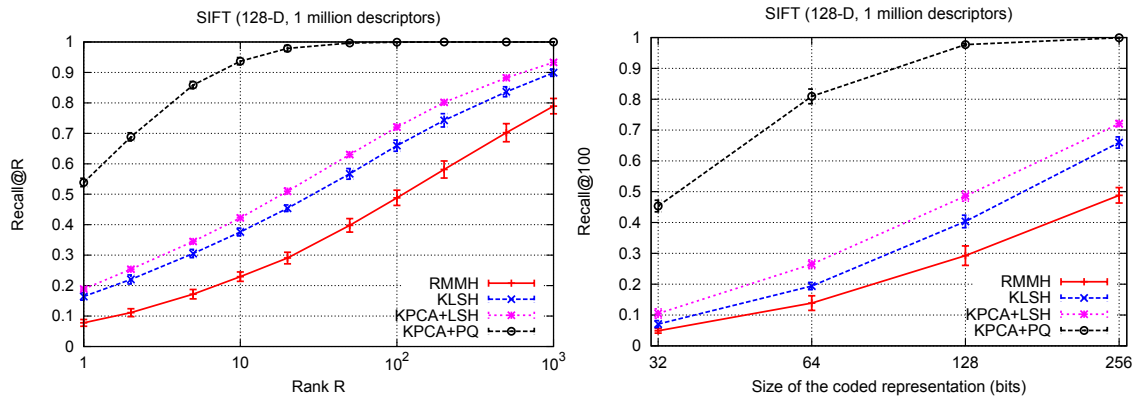 SIFT (128-D, 1 million descriptors)
Recall@R
1
0.9
0.8
0.7
0.6
0.5
0.4
0.3
0.2
0.1
0
1
10
10²
10³
Rank R
RMMH
KLSH
KPCA+LSH
KPCA+PQ
SIFT (128-D, 1 million descriptors)
Recall@100
1
0.9
0.8
0.7
0.6
0.5
0.4
0.3
0.2
0.1
0
32
64
128
256
Size of the coded representation (bits)
RMMH
KLSH
KPCA+LSH
KPCA+PQ